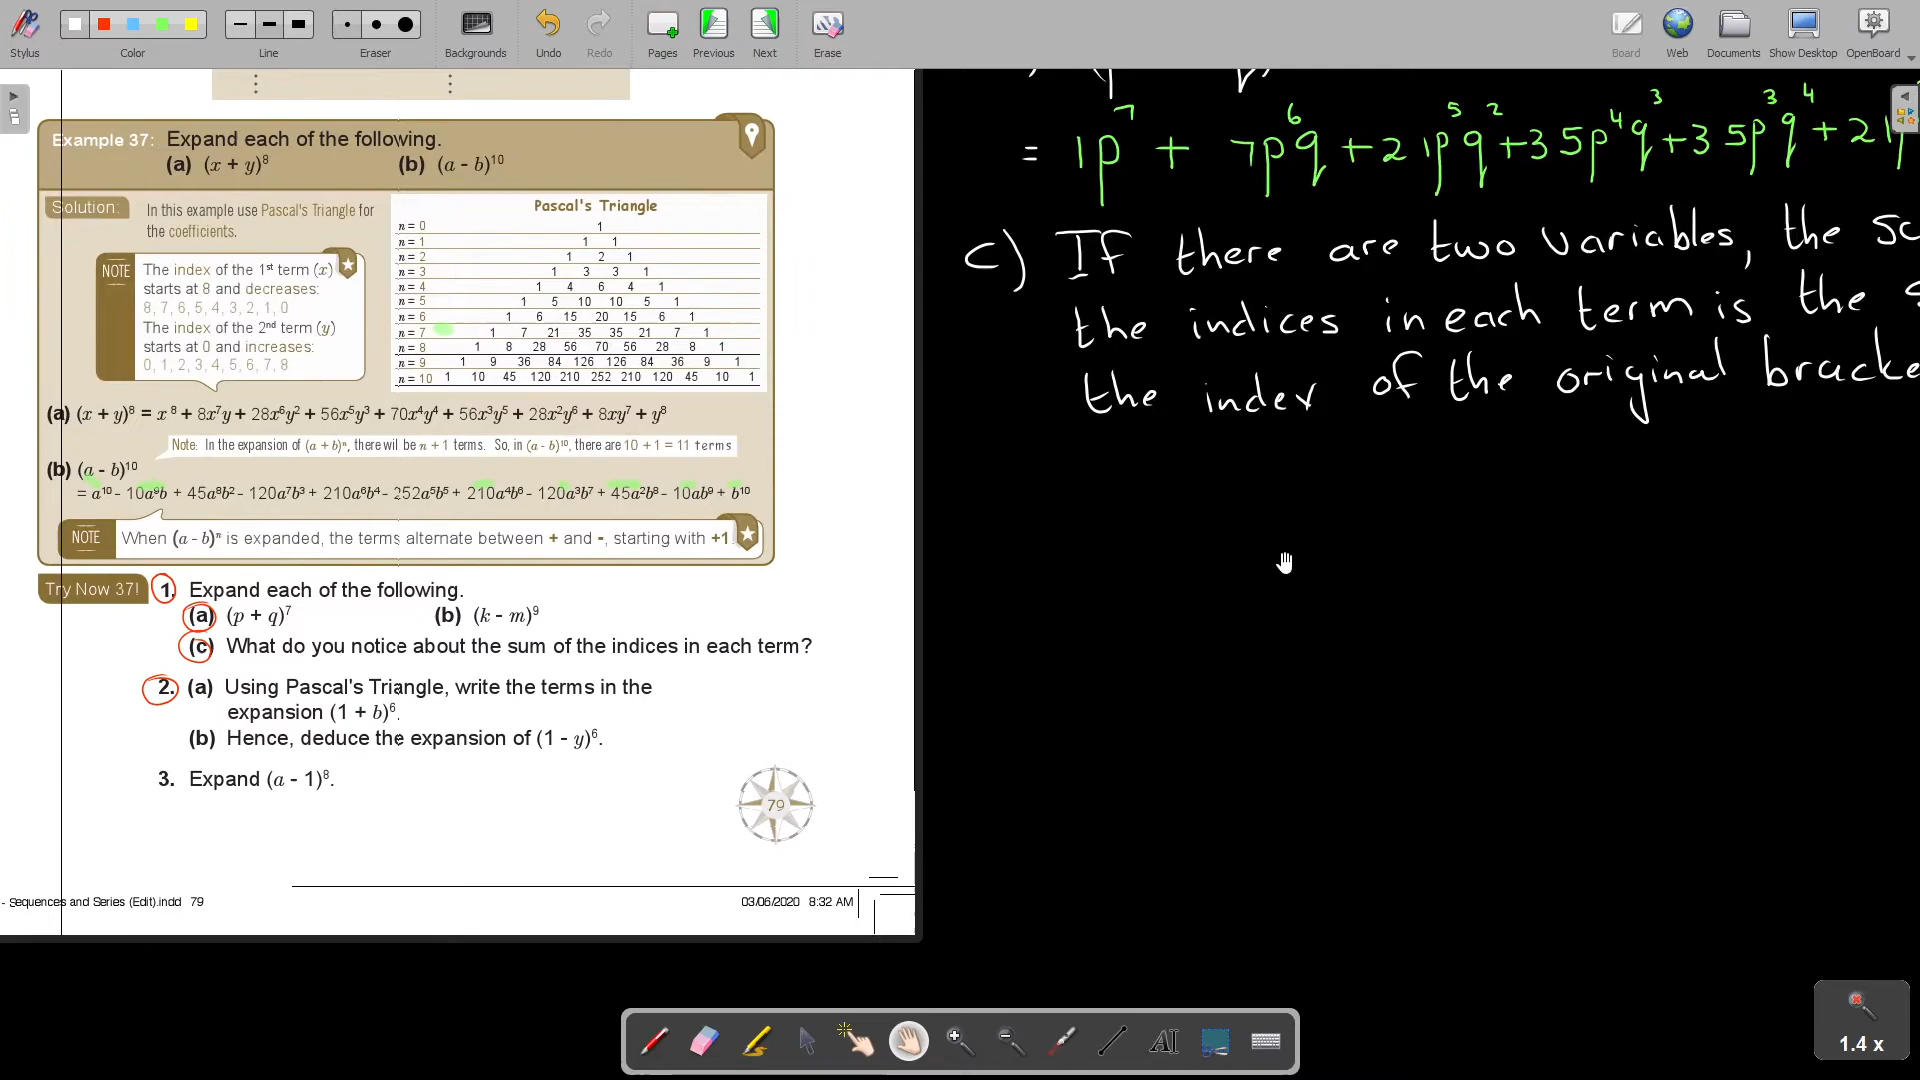 Stylus Color Line Eraser Backgrounds Undo Redo Pages Previous Next Erase Board Web Documents Show Desktop OpenBoard
Example 37: Expand each of the following.
(a) (x + y)⁸ (b) (a - b)¹⁰
Solution:
In this example use Pascal's Triangle for
the coefficients.
NOTE
The index of the 1ˢᵗ term (x)
starts at 8 and decreases:
8, 7, 6, 5, 4, 3, 2, 1, 0
The index of the 2ⁿᵈ term (y)
starts at 0 and increases:
0, 1, 2, 3, 4, 5, 6, 7, 8
Pascal's Triangle
n = 0 1
n = 1 1 1
n = 2 1 2 1
n = 3 1 3 3 1
n = 4 1 4 6 4 1
n = 5 1 5 10 10 5 1
n = 6 1 6 15 20 15 6 1
n = 7 1 7 21 35 35 21 7 1
n = 8 1 8 28 56 70 56 28 8 1
n = 9 1 9 36 84 126 126 84 36 9 1
n = 10 1 10 45 120 210 252 210 120 45 10 1
(a) (x + y)⁸ = x⁸ + 8x⁷y + 28x⁶y² + 56x⁵y³ + 70x⁴y⁴ + 56x³y⁵ + 28x²y⁶ + 8xy⁷ + y⁸
Note: In the expansion of (a + b)ⁿ, there will be n + 1 terms. So, in (a - b)¹⁰, there are 10 + 1 = 11 terms
(b) (a - b)¹⁰
= a¹⁰ - 10a⁹b + 45a⁸b² - 120a⁷b³ + 210a⁶b⁴ - 252a⁵b⁵ + 210a⁴b⁶ - 120a³b⁷ + 45a²b⁸ - 10ab⁹ + b¹⁰
NOTE When (a - b)ⁿ is expanded, the terms alternate between + and -, starting with +1
Try Now 37! 1. Expand each of the following.
(a) (p + q)⁷ (b) (k - m)⁹
(c) What do you notice about the sum of the indices in each term?
2. (a) Using Pascal's Triangle, write the terms in the
expansion (1 + b)⁶.
(b) Hence, deduce the expansion of (1 - y)⁶.
3. Expand (a - 1)⁸.
79
- Sequences and Series (Edit).indd 79 03/06/2020 8:32 AM
= 1p⁷ + 7p⁶q + 21p⁵q² + 35p⁴q³ + 35p³q⁴ + 21p
c) If there are two variables, the
the indices in each term is the
the index of the original
AI
1.4 x